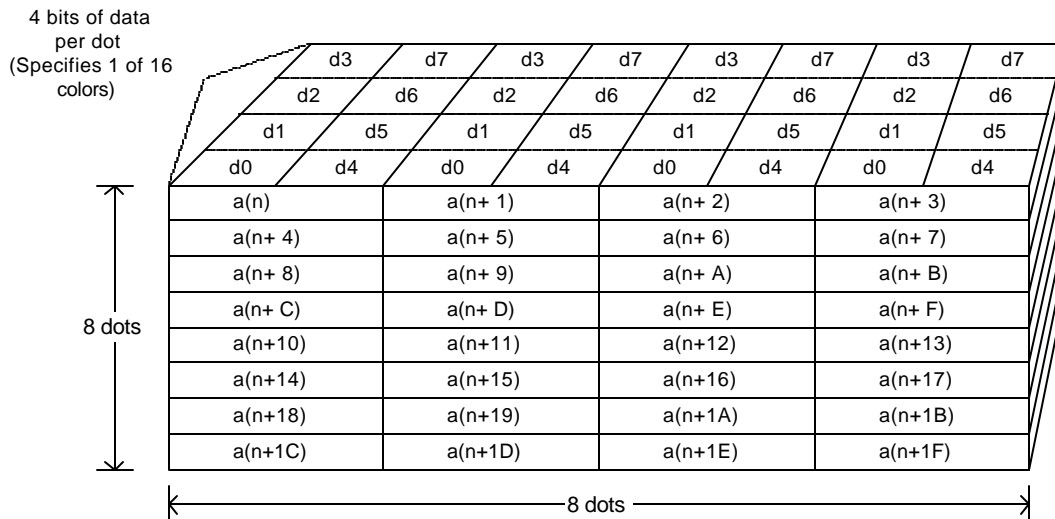 4 bits of data
per dot
(Specifies 1 of 16
colors)
d3 d7 d3 d7 d3 d7 d3 d7
d2 d6 d2 d6 d2 d6 d2 d6
d1 d5 d1 d5 d1 d5 d1 d5
d0 d4 d0 d4 d0 d4 d0 d4
a(n) a(n+ 1) a(n+ 2) a(n+ 3)
a(n+ 4) a(n+ 5) a(n+ 6) a(n+ 7)
a(n+ 8) a(n+ 9) a(n+ A) a(n+ B)
a(n+ C) a(n+ D) a(n+ E) a(n+ F)
8 dots
a(n+10) a(n+11) a(n+12) a(n+13)
a(n+14) a(n+15) a(n+16) a(n+17)
a(n+18) a(n+19) a(n+1A) a(n+1B)
a(n+1C) a(n+1D) a(n+1E) a(n+1F)
8 dots